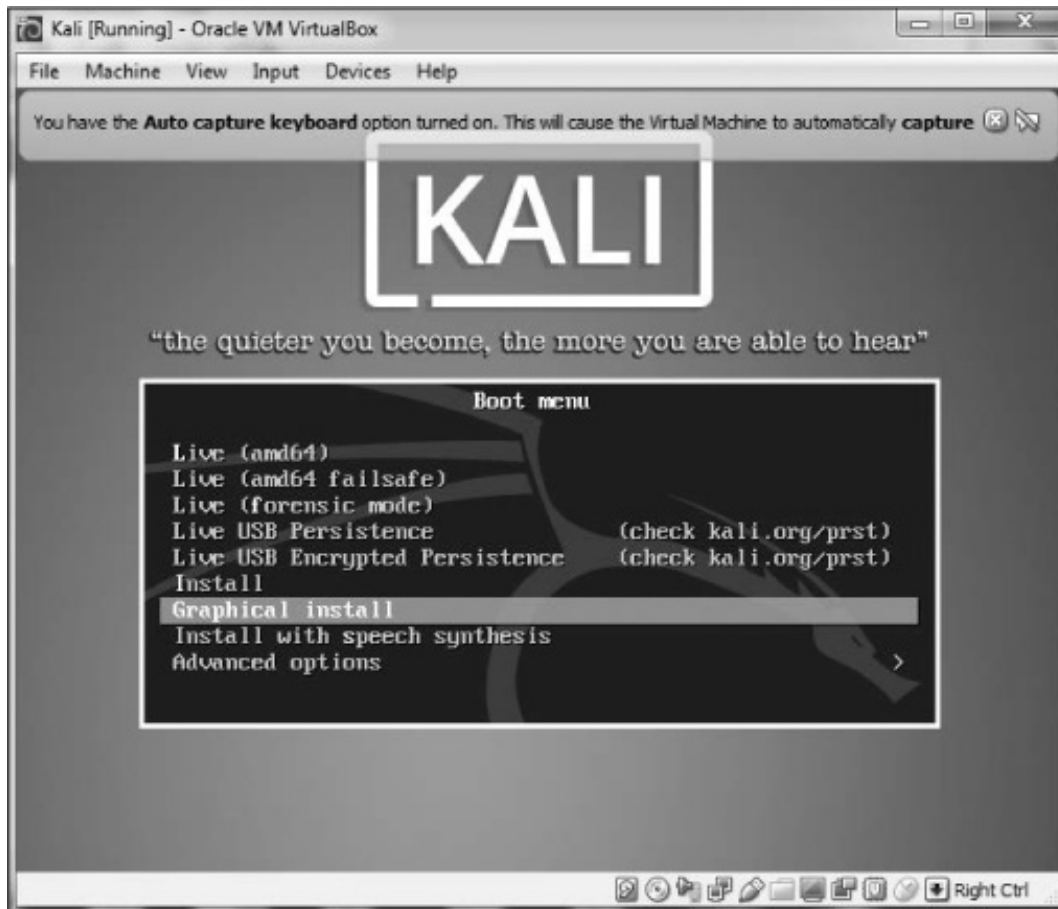 Kali [Running] - Oracle VM VirtualBox
File Machine View Input Devices Help
You have the Auto capture keyboard option turned on. This will cause the Virtual Machine to automatically capture
KALI
“the quieter you become, the more you are able to hear”
Boot menu
Live (amd64)
Live (amd64 failsafe)
Live (forensic mode)
Live USB Persistence (check kali.org/prst)
Live USB Encrypted Persistence (check kali.org/prst)
Install
Graphical install
Install with speech synthesis
Advanced options >
Right Ctrl